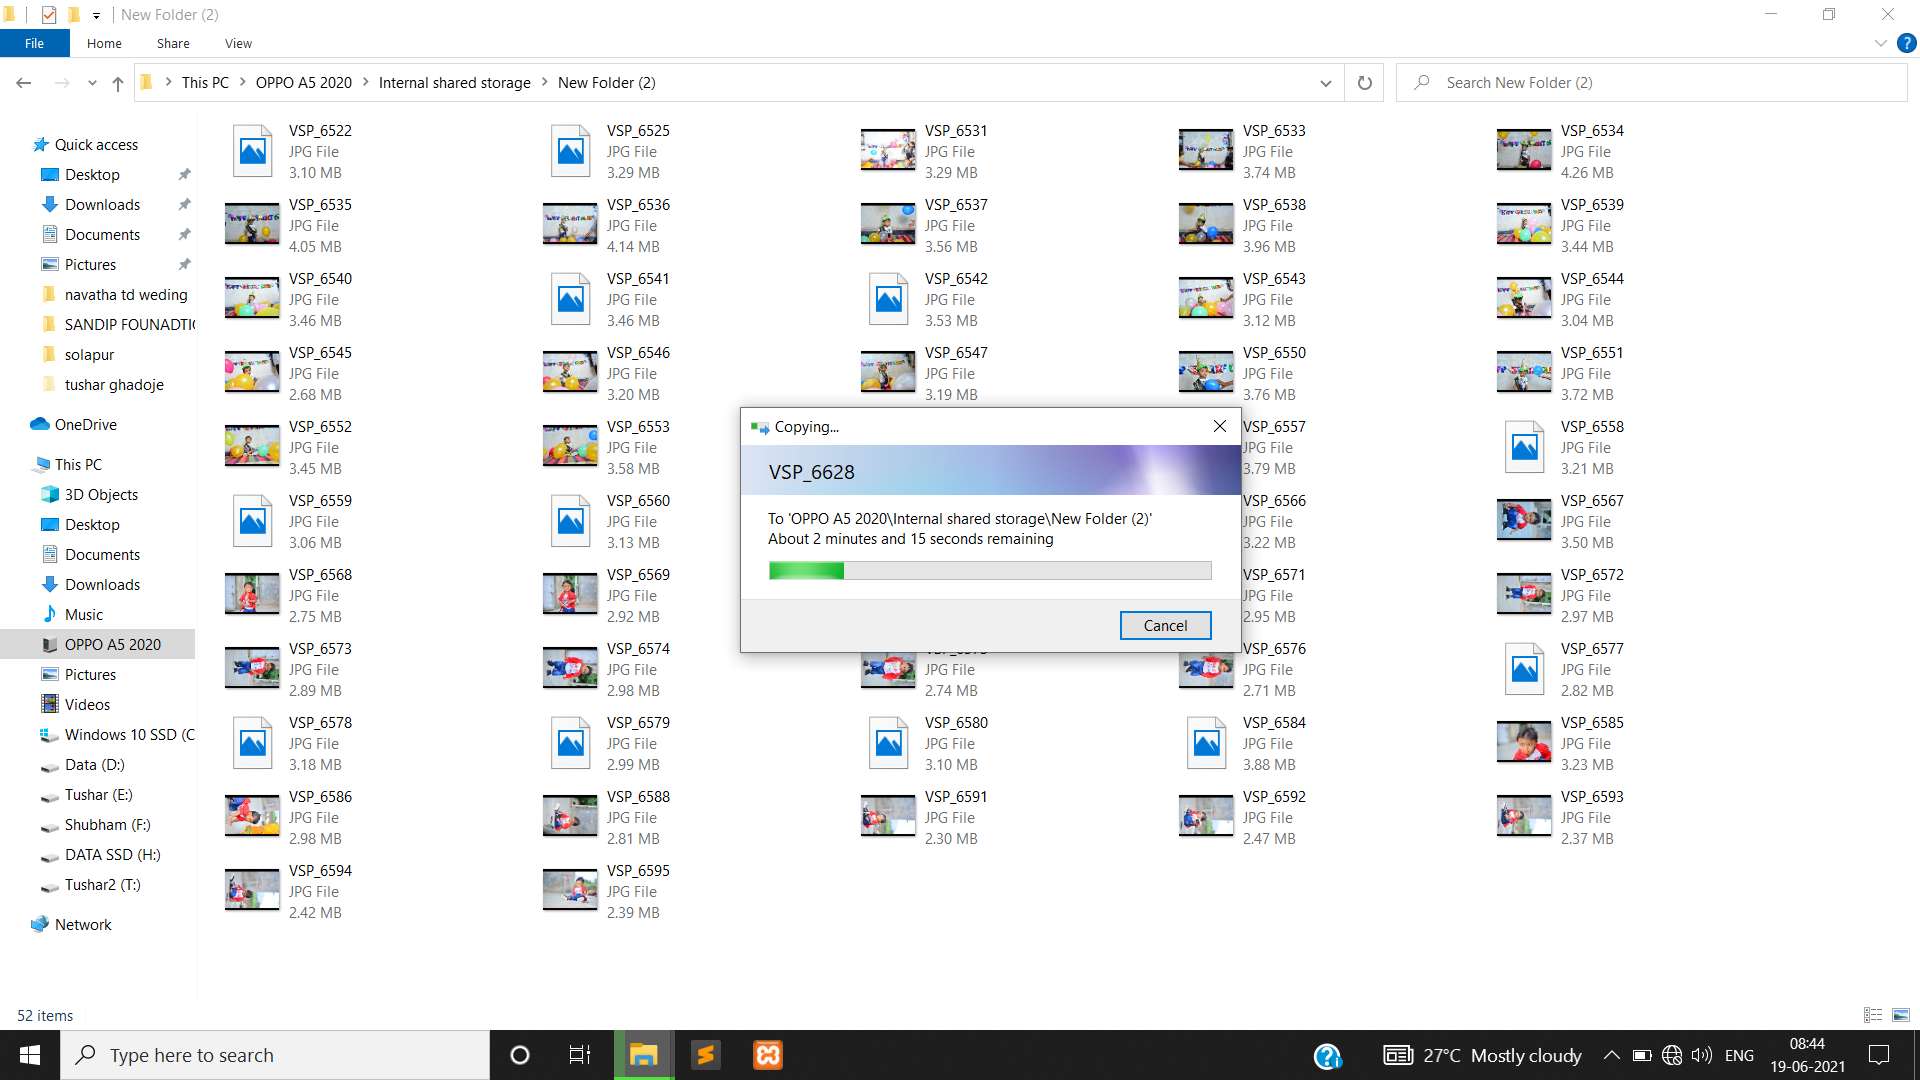 New Folder (2)
File Home Share View
This PC OPPO A5 2020 Internal shared storage New Folder (2)
Search New Folder (2)
Quick access
Desktop
Downloads
Documents
Pictures
navatha td weding
SANDIP FOUNADTIO
solapur
tushar ghadoje
OneDrive
This PC
3D Objects
Desktop
Documents
Downloads
Music
OPPO A5 2020
Pictures
Videos
Windows 10 SSD (C
Data (D:)
Tushar (E:)
Shubham (F:)
DATA SSD (H:)
Tushar2 (T:)
Network
VSP_6522 VSP_6525 VSP_6531 VSP_6533 VSP_6534
JPG File JPG File JPG File JPG File JPG File
3.10 MB 3.29 MB 3.29 MB 3.74 MB 4.26 MB
VSP_6535 VSP_6536 VSP_6537 VSP_6538 VSP_6539
JPG File JPG File JPG File JPG File JPG File
4.05 MB 4.14 MB 3.56 MB 3.96 MB 3.44 MB
VSP_6540 VSP_6541 VSP_6542 VSP_6543 VSP_6544
JPG File JPG File JPG File JPG File JPG File
3.46 MB 3.46 MB 3.53 MB 3.12 MB 3.04 MB
VSP_6545 VSP_6546 VSP_6547 VSP_6550 VSP_6551
JPG File JPG File JPG File JPG File JPG File
2.68 MB 3.20 MB 3.19 MB 3.76 MB 3.72 MB
VSP_6552 VSP_6553 VSP_6557 VSP_6558
JPG File JPG File JPG File JPG File
3.45 MB 3.58 MB 3.79 MB 3.21 MB
VSP_6559 VSP_6560 VSP_6566 VSP_6567
JPG File JPG File JPG File JPG File
3.06 MB 3.13 MB 3.22 MB 3.50 MB
VSP_6568 VSP_6569 VSP_6571 VSP_6572
JPG File JPG File JPG File JPG File
2.75 MB 2.92 MB 2.95 MB 2.97 MB
VSP_6573 VSP_6574 VSP_6576 VSP_6577
JPG File JPG File JPG File JPG File JPG File
2.89 MB 2.98 MB 2.74 MB 2.71 MB 2.82 MB
VSP_6578 VSP_6579 VSP_6580 VSP_6584 VSP_6585
JPG File JPG File JPG File JPG File JPG File
3.18 MB 2.99 MB 3.10 MB 3.88 MB 3.23 MB
VSP_6586 VSP_6588 VSP_6591 VSP_6592 VSP_6593
JPG File JPG File JPG File JPG File JPG File
2.98 MB 2.81 MB 2.30 MB 2.47 MB 2.37 MB
VSP_6594 VSP_6595
JPG File JPG File
2.42 MB 2.39 MB
Copying...
VSP_6628
To 'OPPO A5 2020\Internal shared storage\New Folder (2)'
About 2 minutes and 15 seconds remaining
Cancel
52 items
Type here to search
27°C Mostly cloudy
ENG
08:44
19-06-2021